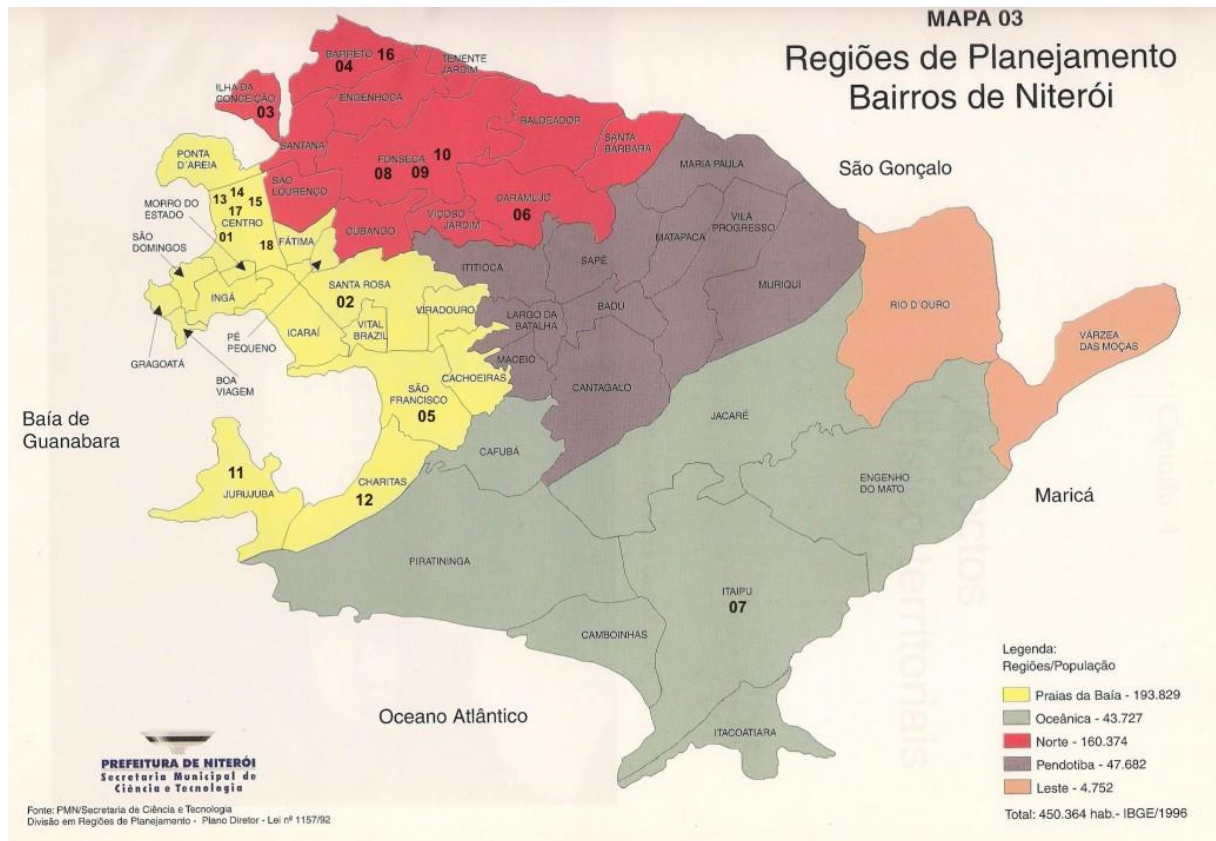 MAPA 03
Regiões de Planejamento
Bairros de Niterói
BARRETO 16
04
TENENTE
JARDIM
ILHA DA
CONCEIÇÃO
03
ENGENHOCA
BALDEADOR
SANTA
BARBARA
SANTANA
FONSECA 10
08 09
PONTA
D'AREIA
SÃO
LOURENÇO
CARAMUJO
06
MARIA PAULA
São Gonçalo
MORRO DO
ESTADO
13 14 15
17
CENTRO
01
18
FÁTIMA
CUBANGO
VIÇOSO
JARDIM
VILA
PROGRESSO
MATAPACA
SÃO
DOMINGOS
ITITIOCA
SAPÊ
MURIQUI
INGÁ
SANTA ROSA
02
VIRADOURO
LARGO DA
BATALHA
BADU
RIO D'OURO
VÁRZEA
DAS MOÇAS
ICARAÍ
VITAL
BRAZIL
PÉ
PEQUENO
GRAGOATÁ
BOA
VIAGEM
MACEIÓ
CACHOEIRAS
SÃO
FRANCISCO
05
CANTAGALO
Baía de
Guanabara
JACARÉ
CAFUBÁ
11
JURUJUBA
CHARITAS
12
ENGENHO
DO MATO
Maricá
PIRATININGA
ITAIPU
07
CAMBOINHAS
Oceano Atlântico
ITACOATIARA
Legenda:
Regiões/População
Praias da Baía - 193.829
Oceânica - 43.727
Norte - 160.374
Pendotiba - 47.682
Leste - 4.752
Total: 450.364 hab.- IBGE/1996
PREFEITURA DE NITERÓI
Secretaria Municipal de
Ciência e Tecnologia
Fonte: PMN/Secretaria de Ciência e Tecnologia
Divisão em Regiões de Planejamento - Plano Diretor - Lei nº 1157/92